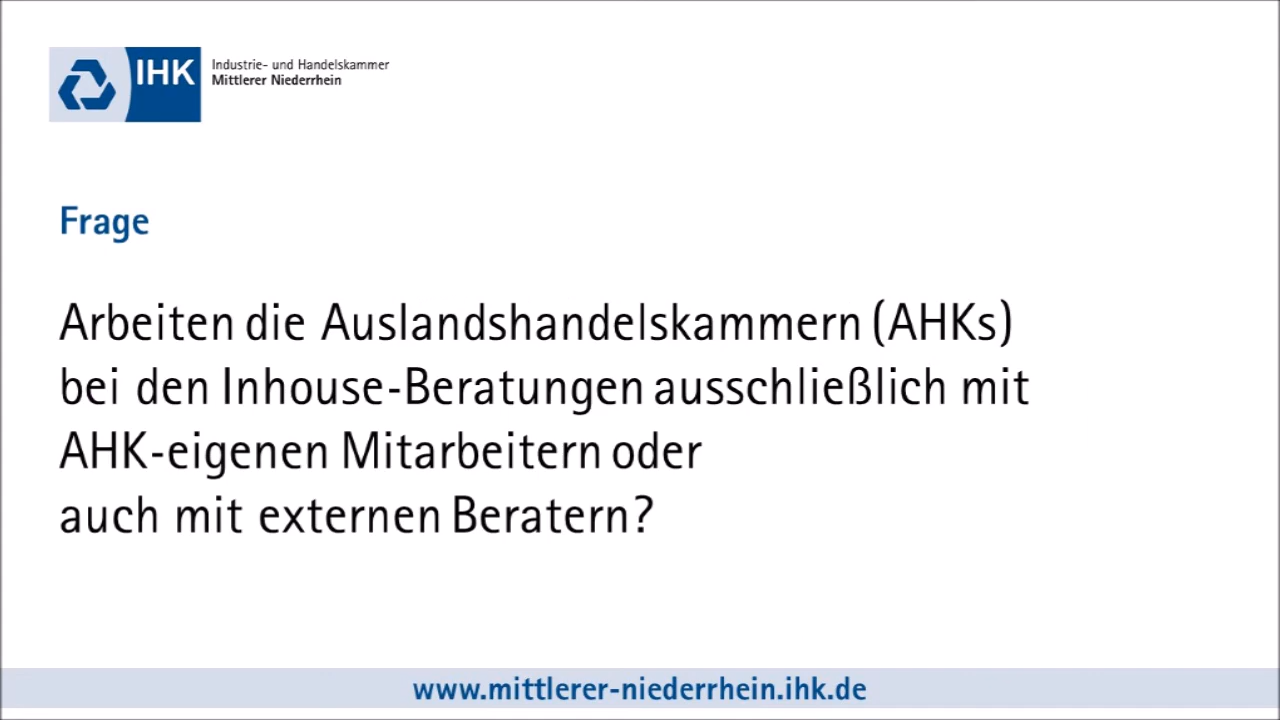 IHK
Industrie- und Handelskammer
Mittlerer Niederrhein
Frage
Arbeiten die Auslandshandelskammern (AHKs)
bei den Inhouse-Beratungen ausschließlich mit
AHK-eigenen Mitarbeitern oder
auch mit externen Beratern?
www.mittlerer-niederrhein.ihk.de